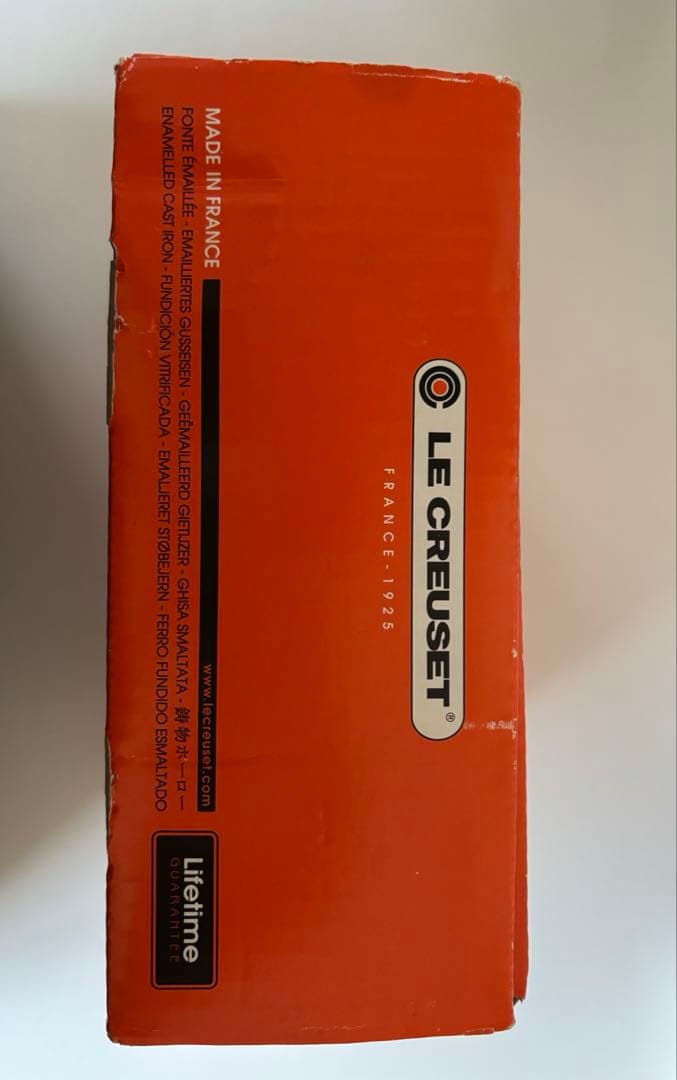 LE CREUSET®
FRANCE - 1925
MADE IN FRANCE
www.lecreuset.com
FONTE ÉMAILLÉE - EMAILLIERTES GUSSEISEN - GEËMAILLEERD GIETIJZER - GHISA SMALTATA - 鋳物ホーロー
ENAMELLED CAST IRON - FUNDICIÓN VITRIFICADA - EMALJERET STØBEJERN - FERRO FUNDIDO ESMALTADO
Lifetime
GUARANTEE